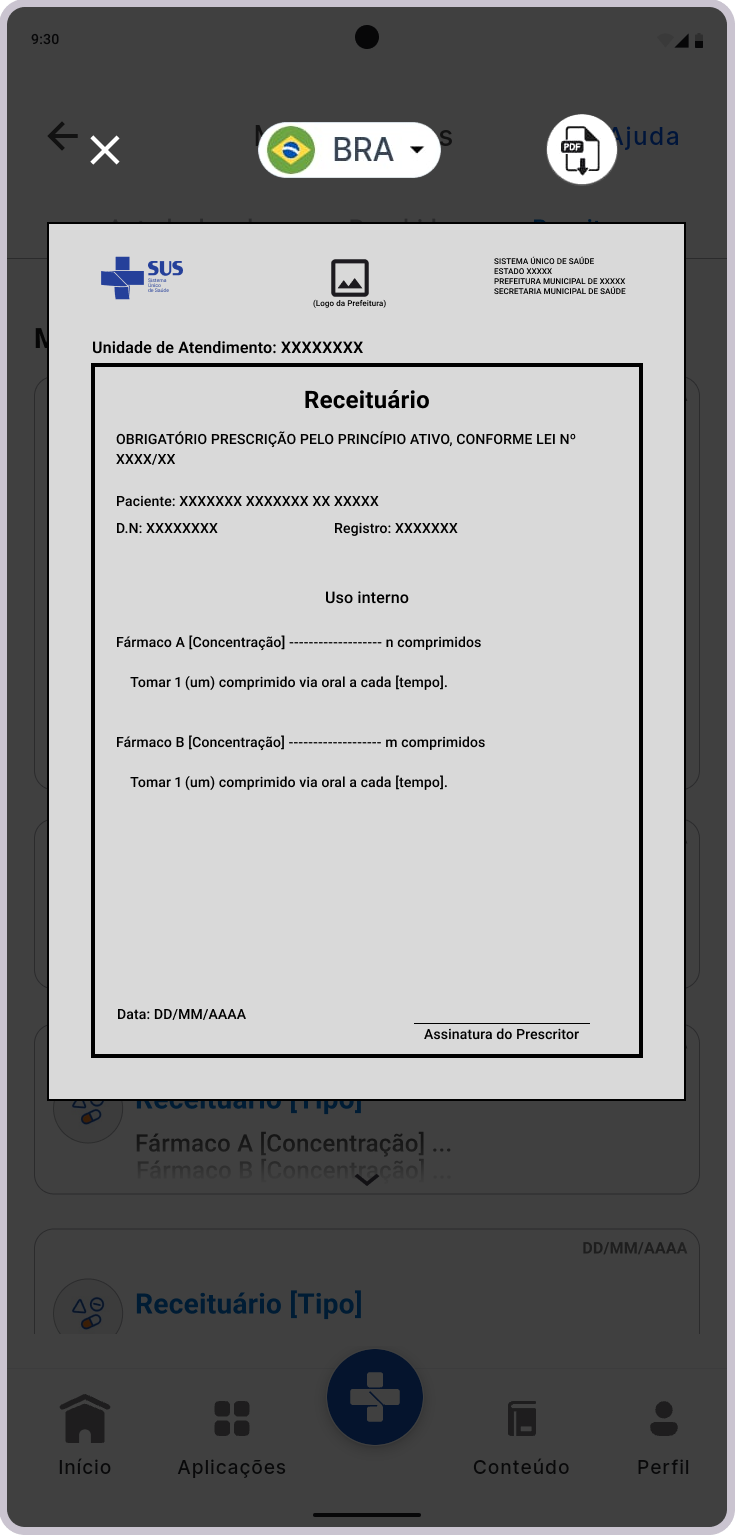 9:30
BRA
PDF
Ajuda
SUS
Sistema
Único
de Saúde
(Logo da Prefeitura)
SISTEMA ÚNICO DE SAÚDE
ESTADO XXXXX
PREFEITURA MUNICIPAL DE XXXXX
SECRETARIA MUNICIPAL DE SAÚDE
Unidade de Atendimento: XXXXXXXX
Receituário
OBRIGATÓRIO PRESCRIÇÃO PELO PRINCÍPIO ATIVO, CONFORME LEI Nº
XXXX/XX
Paciente: XXXXXXX XXXXXXX XX XXXXX
D.N: XXXXXXXX Registro: XXXXXXX
Uso interno
Fármaco A [Concentração] ------------------- n comprimidos
Tomar 1 (um) comprimido via oral a cada [tempo].
Fármaco B [Concentração] ------------------- m comprimidos
Tomar 1 (um) comprimido via oral a cada [tempo].
Data: DD/MM/AAAA
Assinatura do Prescritor
Receituário [Tipo]
Fármaco A [Concentração] ...
Fármaco B [Concentração] ...
DD/MM/AAAA
Receituário [Tipo]
Início
Aplicações
Conteúdo
Perfil